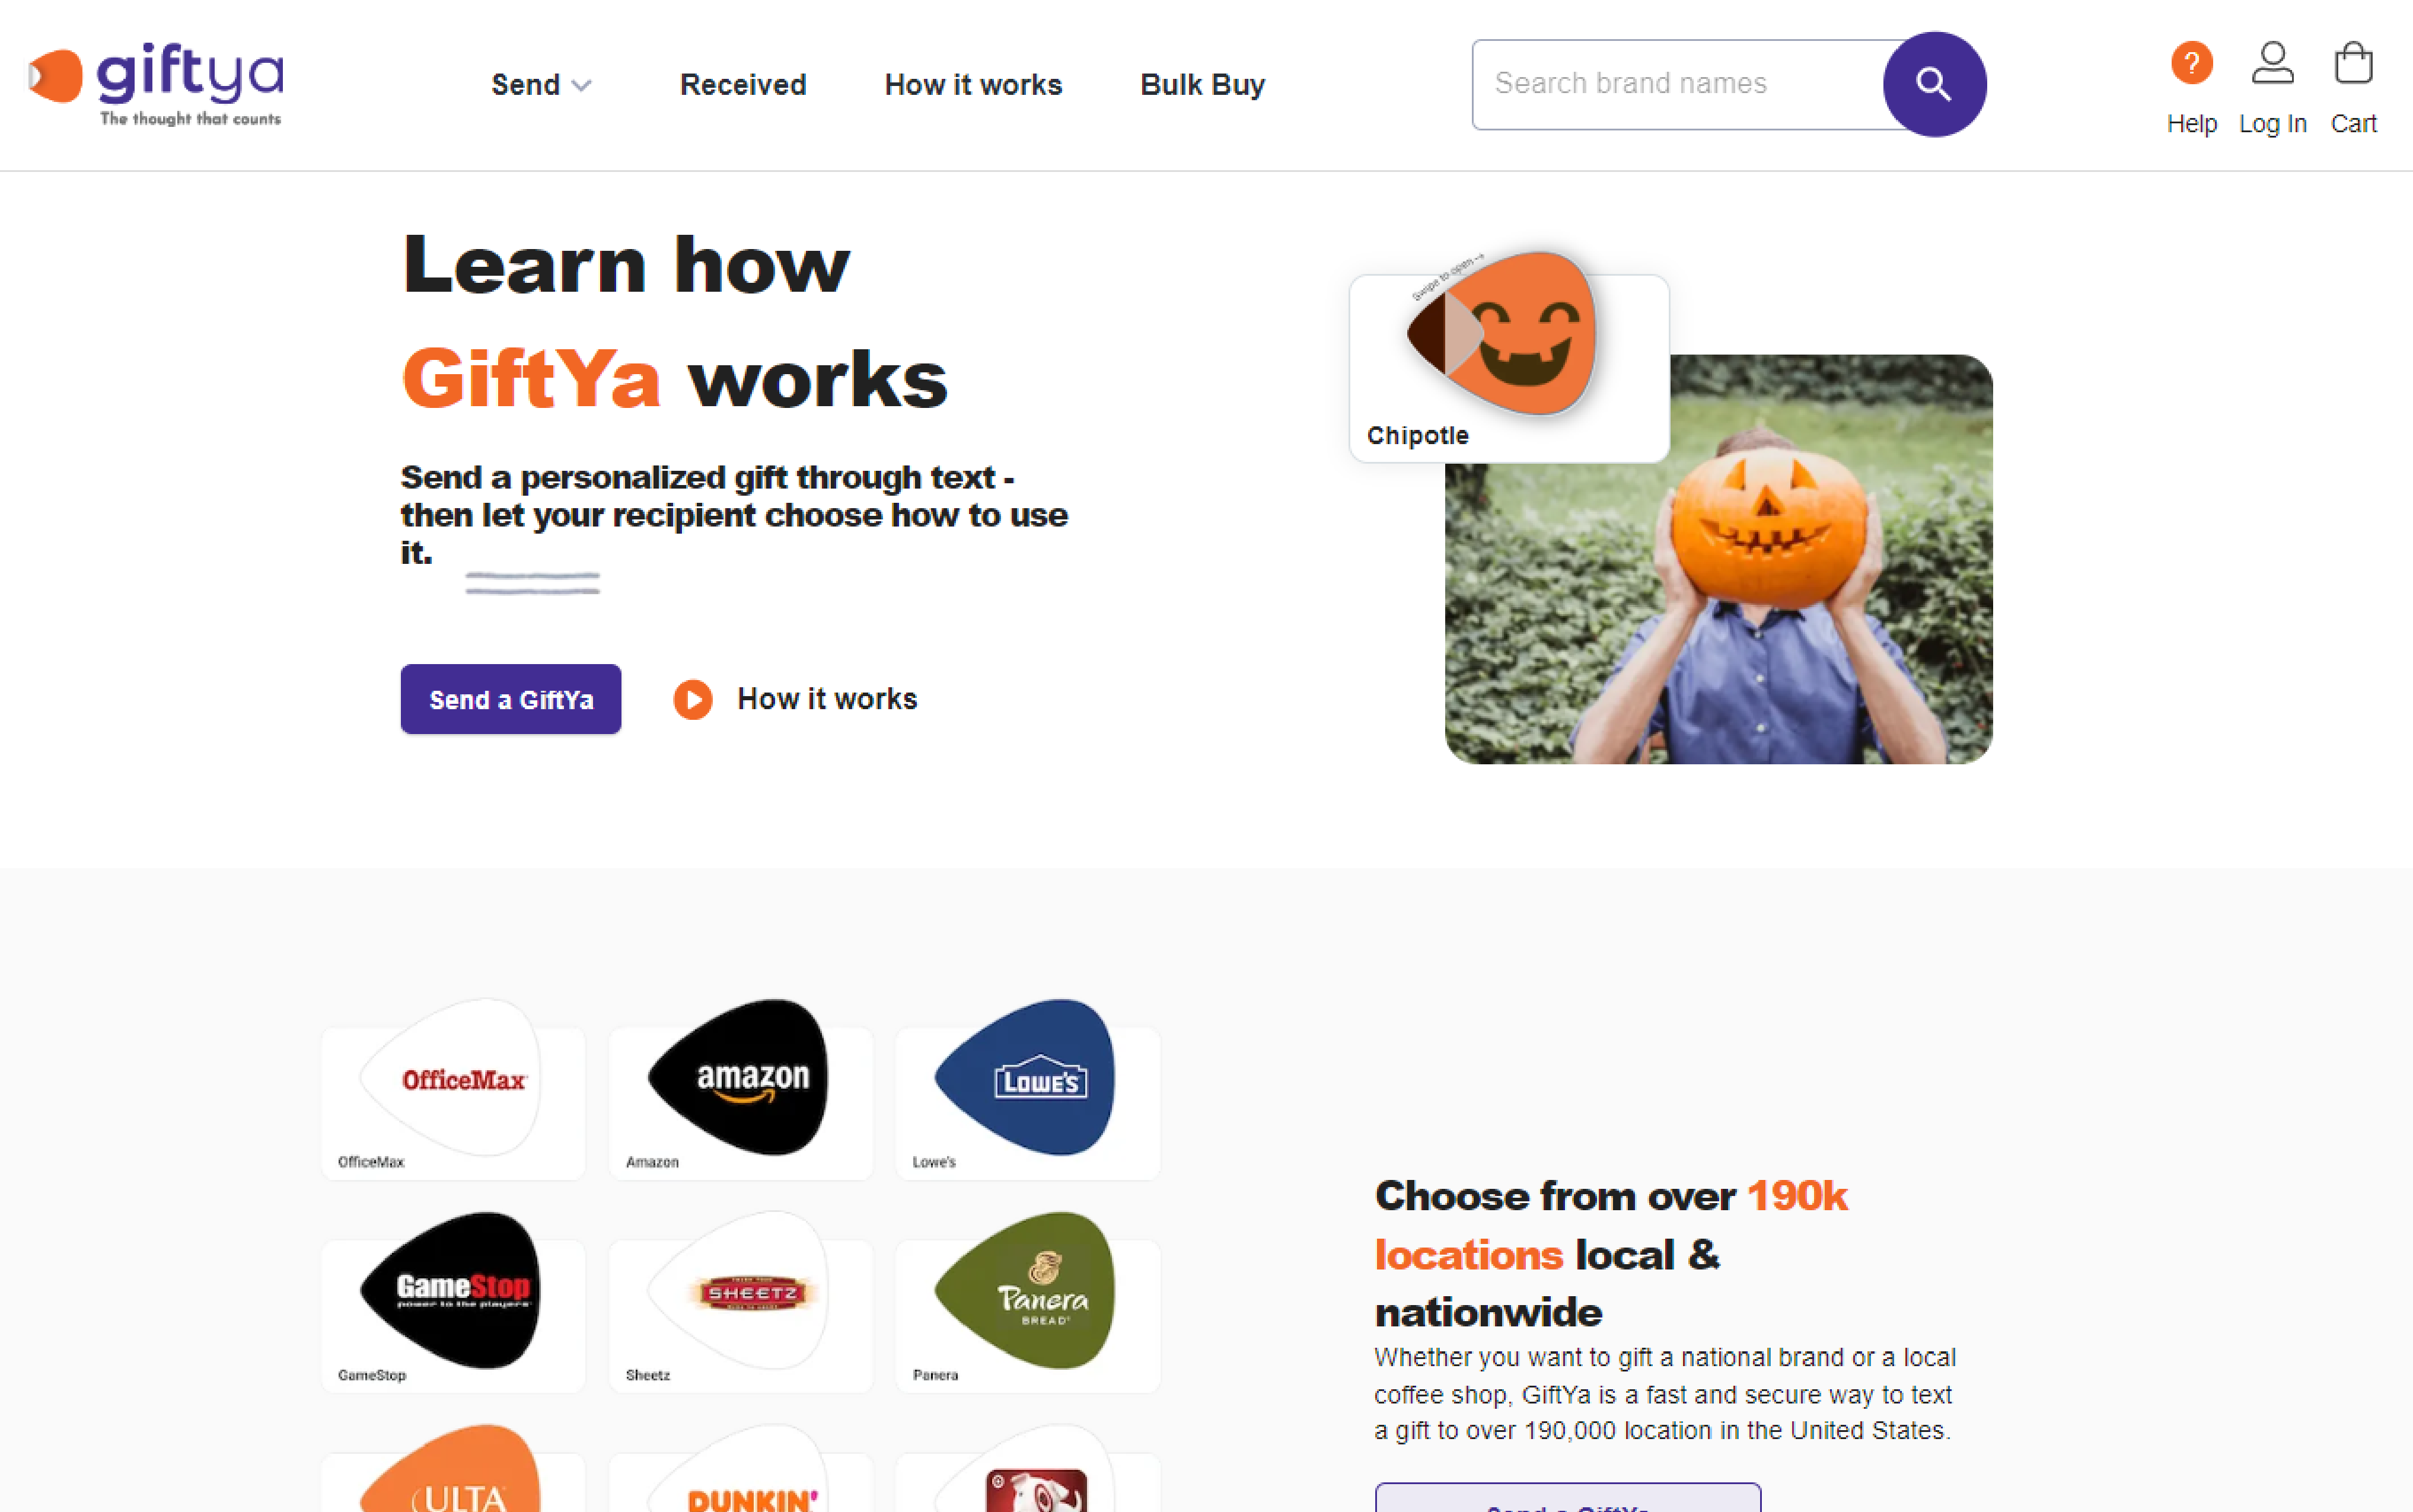 giftya
The thought that counts
Send
Received
How it works
Bulk Buy
Search brand names
?
Help
Log In
Cart
Learn how
GiftYa works
Send a personalized gift through text -
then let your recipient choose how to use
it.
Send a GiftYa
How it works
Swipe to open
Chipotle
OfficeMax
OfficeMax
amazon
Amazon
LOWE'S
Lowe's
GameStop
power to the players
GameStop
SHEETZ
Sheetz
Panera
BREAD
Panera
ULTA
DUNKIN'
Choose from over 190k
locations local &
nationwide
Whether you want to gift a national brand or a local
coffee shop, GiftYa is a fast and secure way to text
a gift to over 190,000 location in the United States.
Send a GiftYa